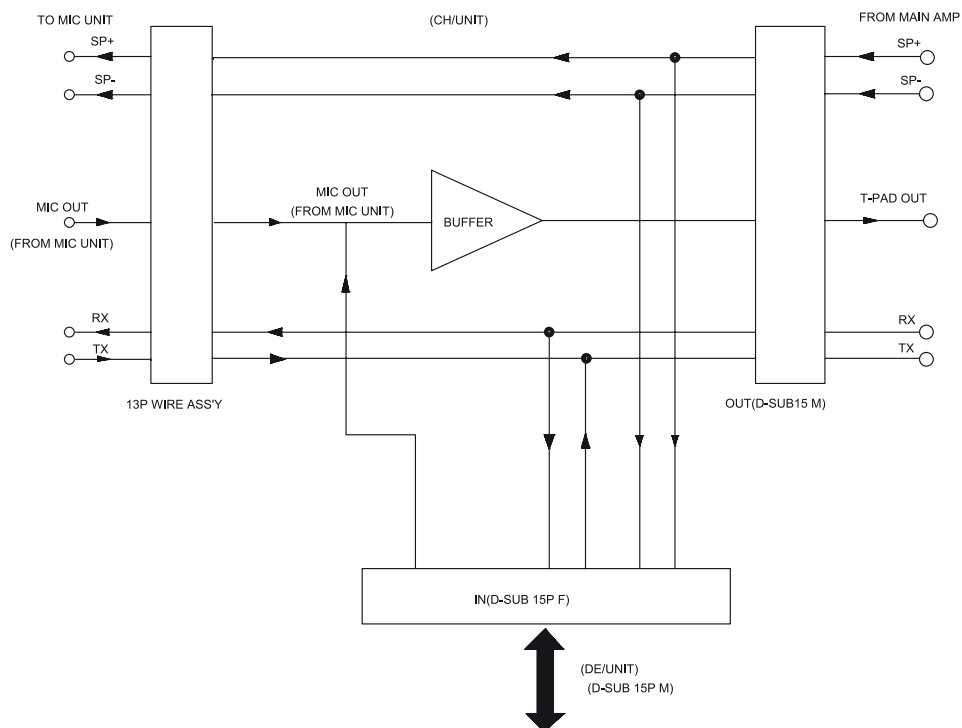 TO MIC UNIT
(CH/UNIT)
FROM MAIN AMP
SP+
SP+
SP-
SP-
MIC OUT
(FROM MIC UNIT)
MIC OUT
(FROM MIC UNIT)
BUFFER
T-PAD OUT
RX
RX
TX
TX
13P WIRE ASS'Y
OUT(D-SUB15 M)
IN(D-SUB 15P F)
(DE/UNIT)
(D-SUB 15P M)